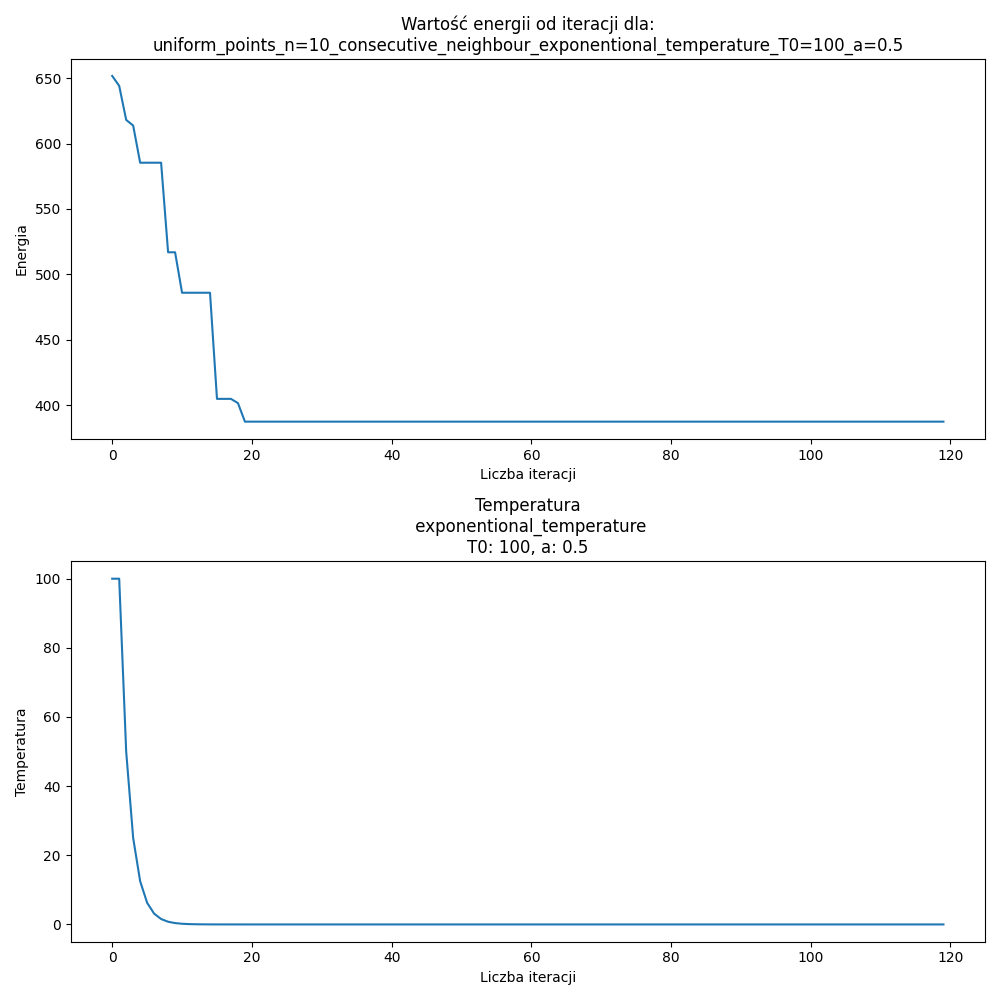 Wartość energii od iteracji dla:
uniform_points_n=10_consecutive_neighbour_exponentional_temperature_T0=100_a=0.5
650
600
550
500
450
400
Energia
0 20 40 60 80 100 120
Liczba iteracji
Temperatura
exponentional_temperature
T0: 100, a: 0.5
100
80
60
40
20
0
Temperatura
0 20 40 60 80 100 120
Liczba iteracji